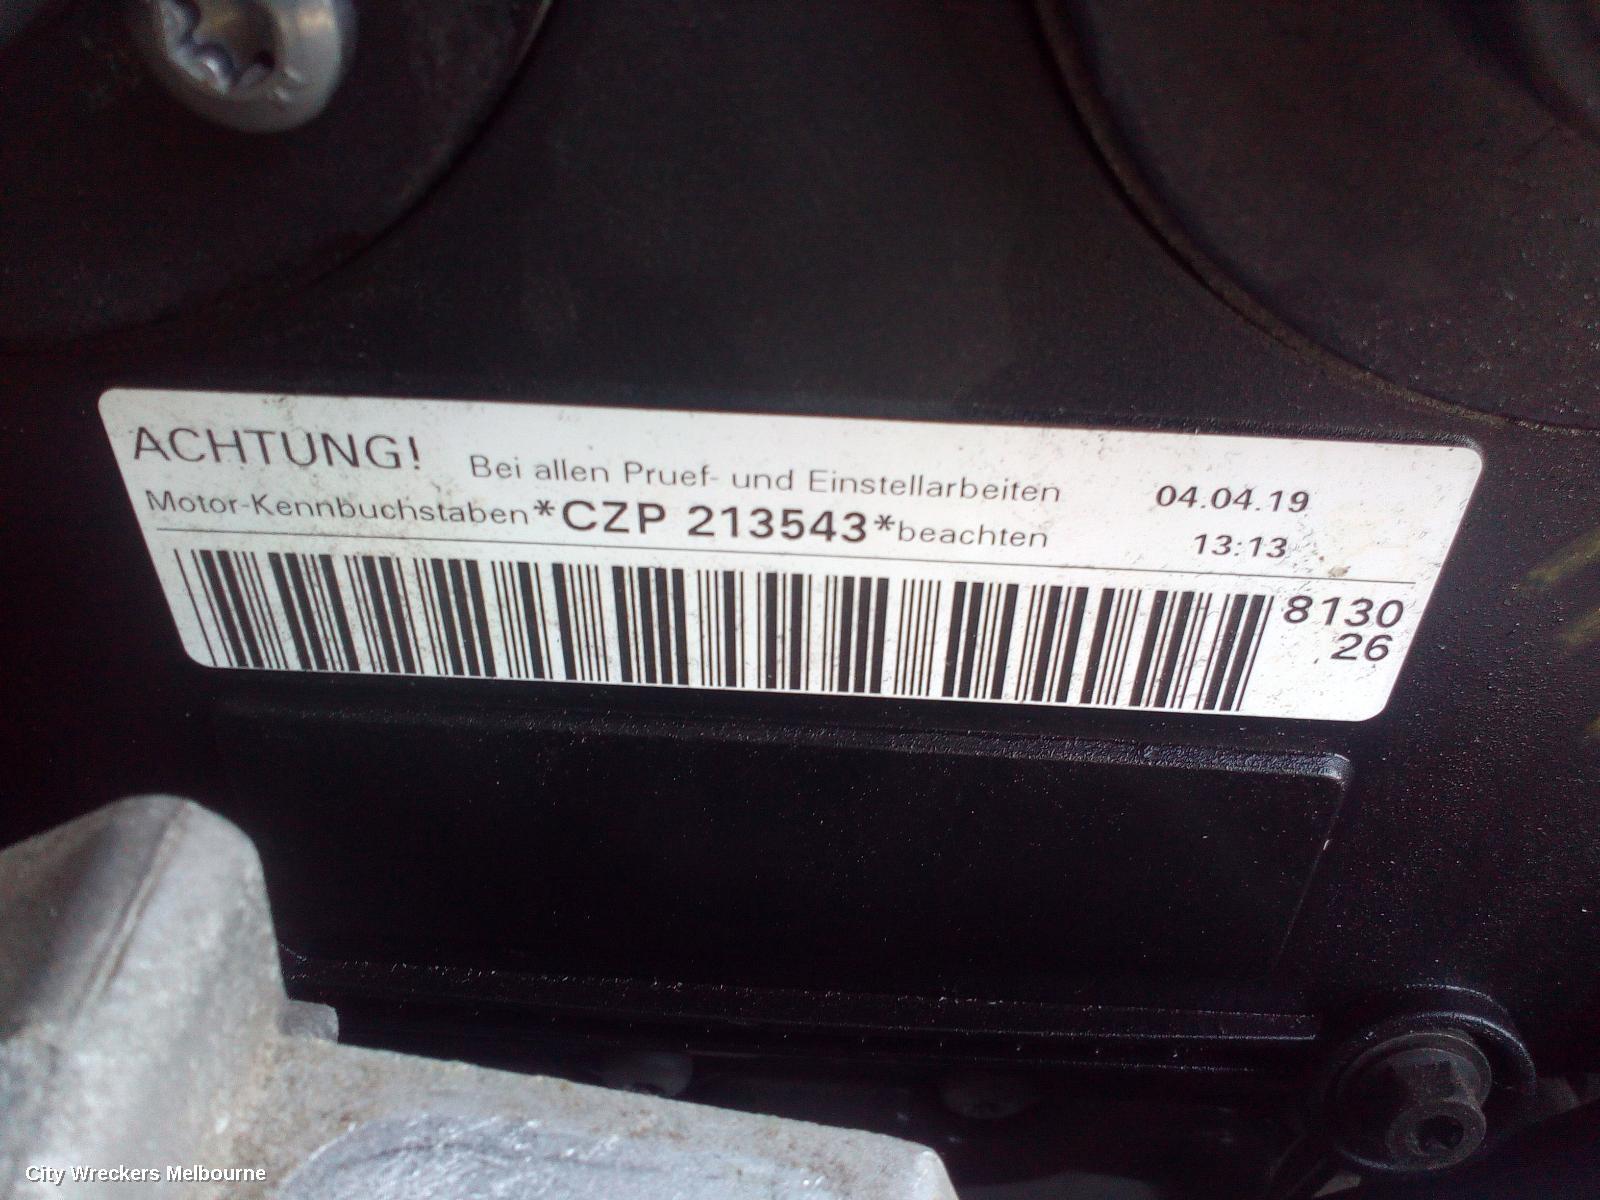 ACHTUNG! Bei allen Pruef- und Einstellarbeiten 04.04.19
Motor-Kennbuchstaben *CZP 213543* beachten 13:13
8130
26
City Wreckers Melbourne